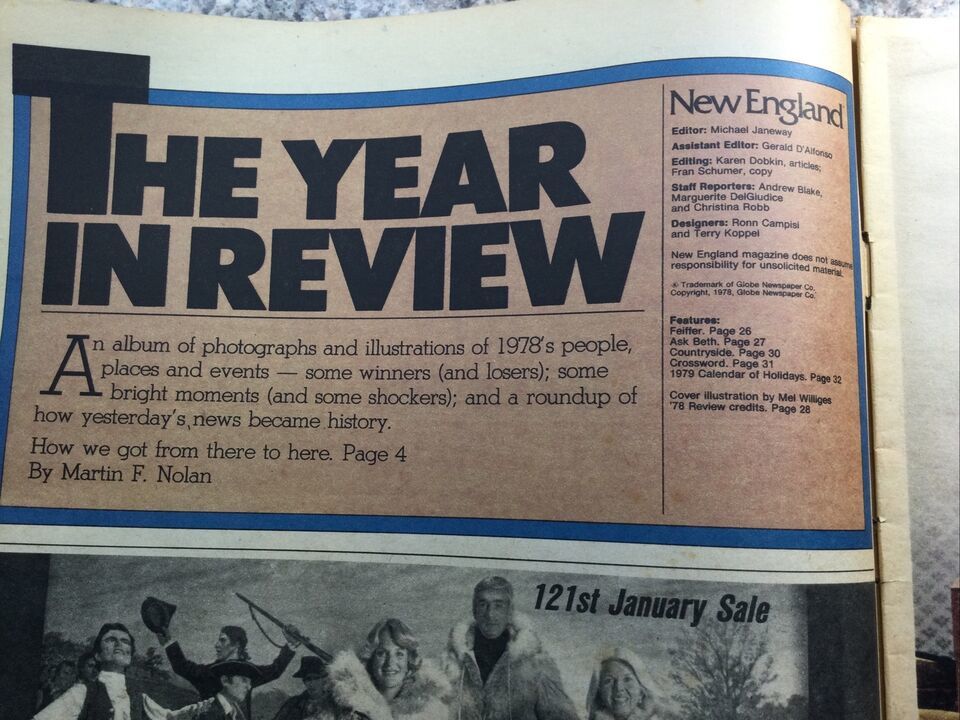 THE YEAR
IN REVIEW
An album of photographs and illustrations of 1978's people,
places and events — some winners (and losers); some
bright moments (and some shockers); and a roundup of
how yesterday's news became history.
How we got from there to here. Page 4
By Martin F. Nolan
New England
Editor: Michael Janeway
Assistant Editor: Gerald D'Alfonso
Editing: Karen Dobkin, articles;
Fran Schumer, copy
Staff Reporters: Andrew Blake,
Marguerite DelGiudice
and Christina Robb
Designers: Ronn Campisi
and Terry Koppel
New England magazine does not assume
responsibility for unsolicited material.
® Trademark of Globe Newspaper Co.
Copyright, 1978, Globe Newspaper Co.
Features:
Feiffer. Page 26
Ask Beth. Page 27
Countryside. Page 30
Crossword. Page 31
1979 Calendar of Holidays. Page 32
Cover illustration by Mel Williges
'78 Review credits. Page 28
121st January Sale